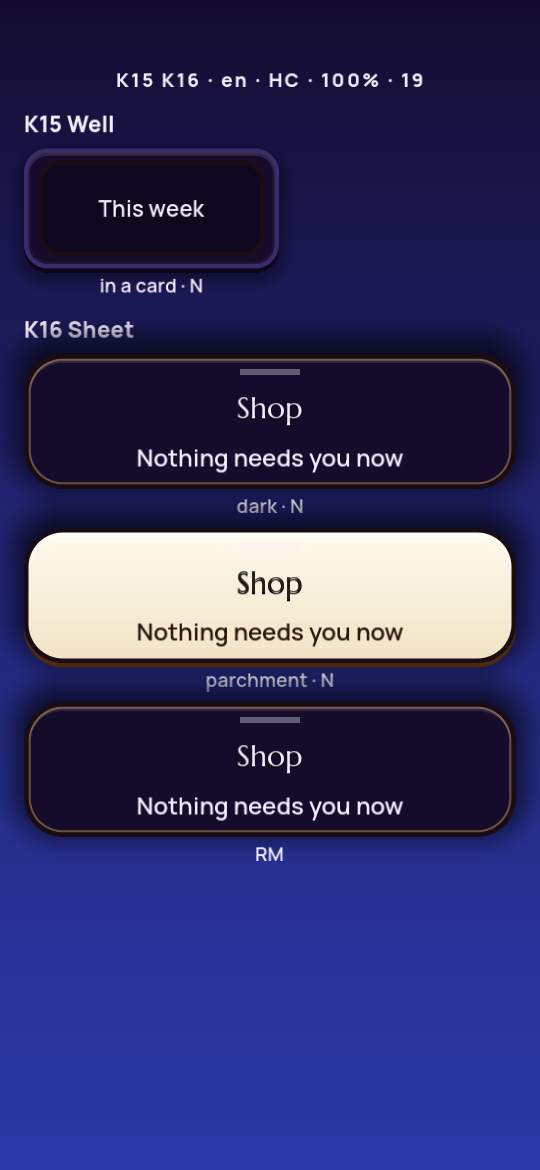 K15 K16 · en · HC · 100% · 19
K15 Well
This week
in a card · N
K16 Sheet
Shop
Nothing needs you now
dark · N
Shop
Nothing needs you now
parchment · N
Shop
Nothing needs you now
RM